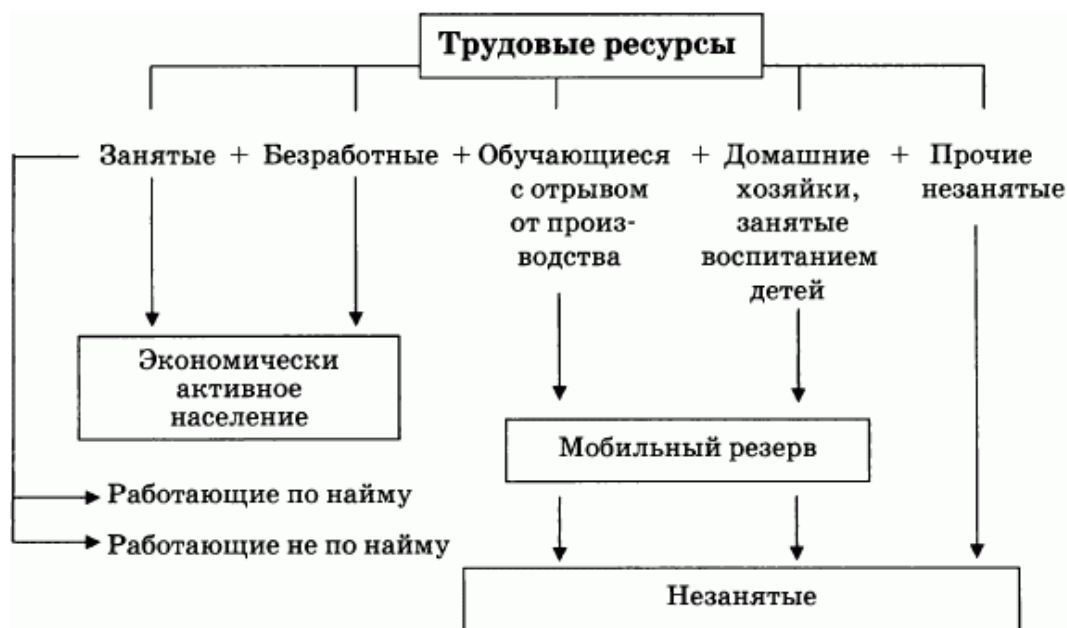 Трудовые ресурсы
Занятые + Безработные + Обучающиеся + Домашние + Прочие
с отрывом хозяйки, незанятые
от произ- занятые
водства воспитанием
детей
Экономически
активное
население
Мобильный резерв
Работающие по найму
Работающие не по найму
Незанятые